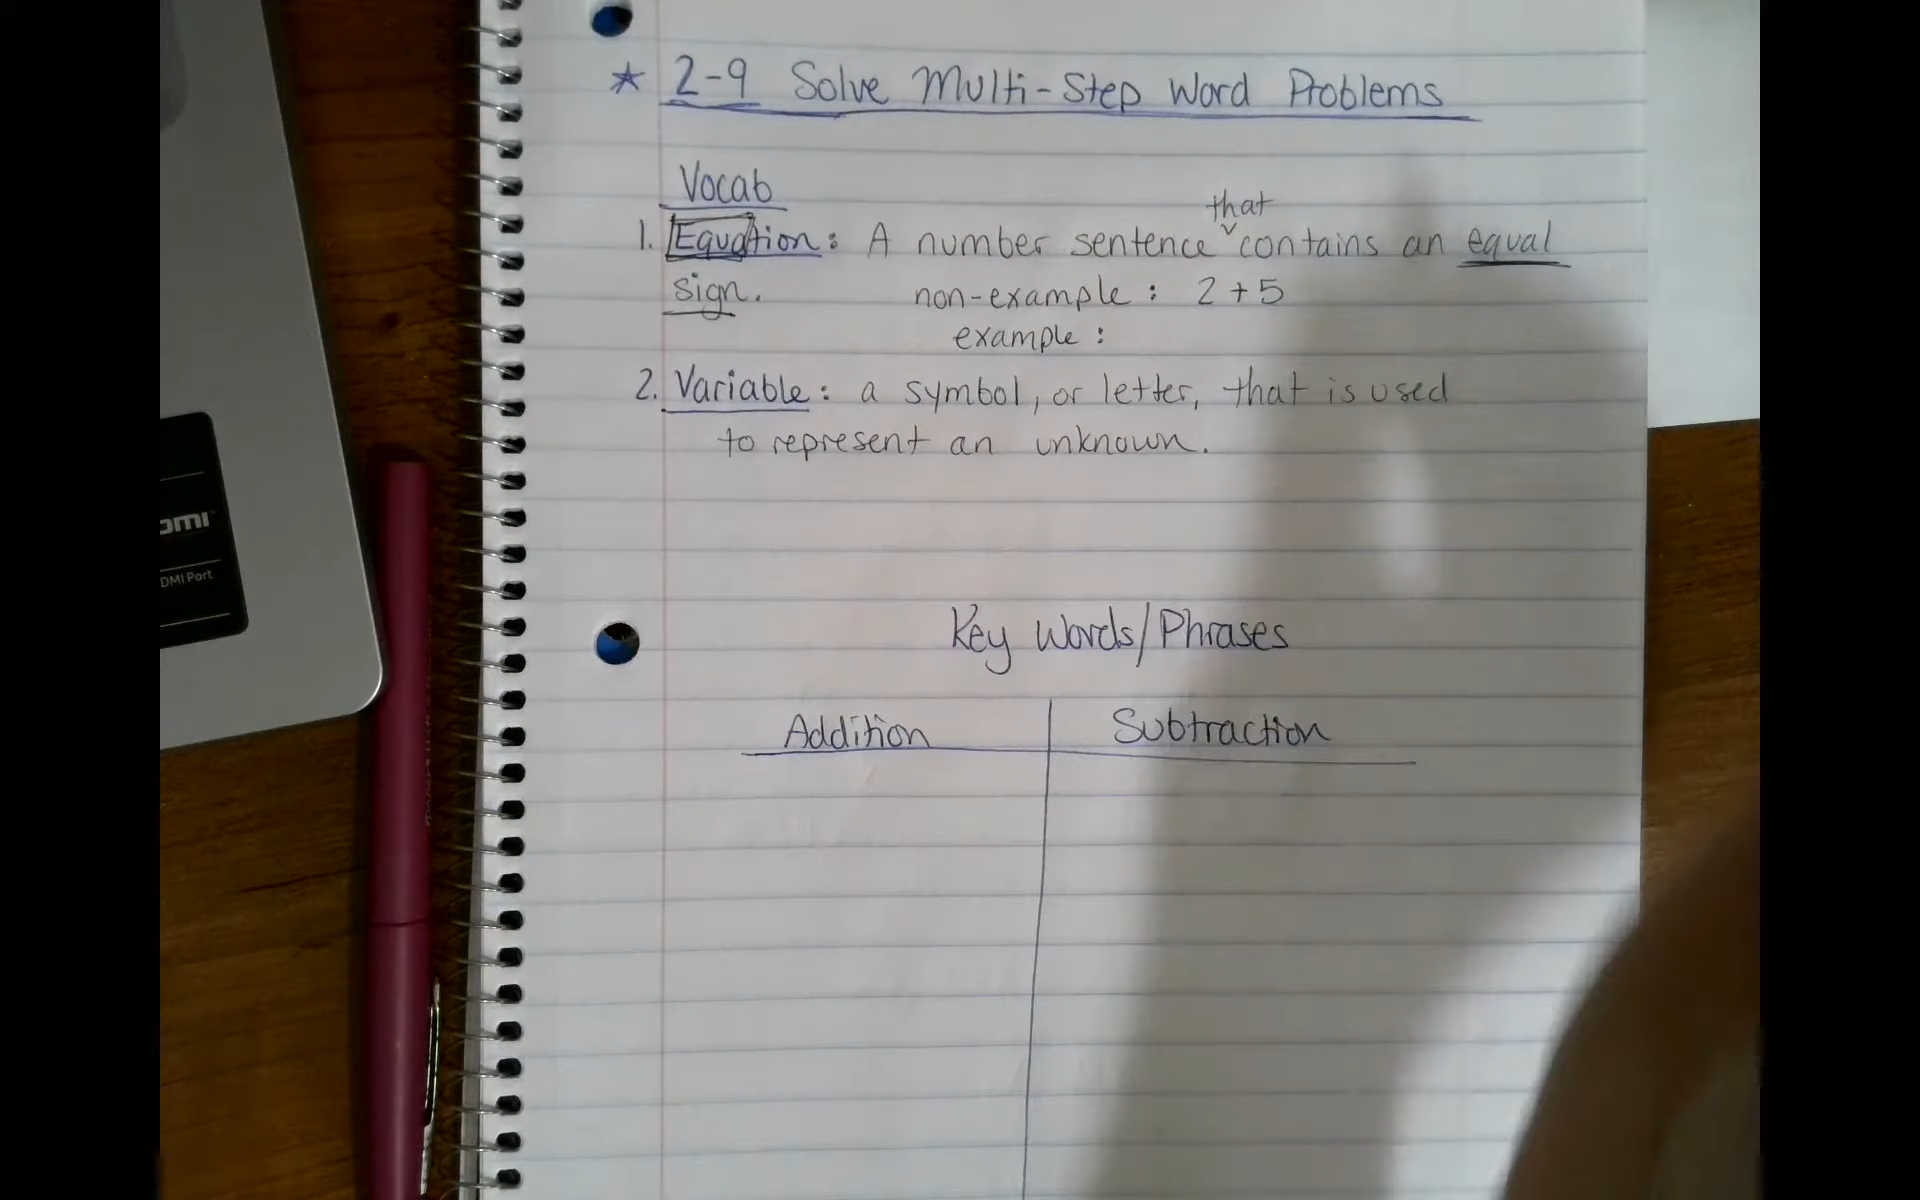 ★ 2-9 Solve Multi-Step Word Problems
Vocab
that
1. Equation: A number sentence ˅ contains an equal
sign. non-example: 2+5
example:
2. Variable: a symbol, or letter, that is used
to represent an unknown.
DMI Port
Key Words/Phrases
Addition Subtraction